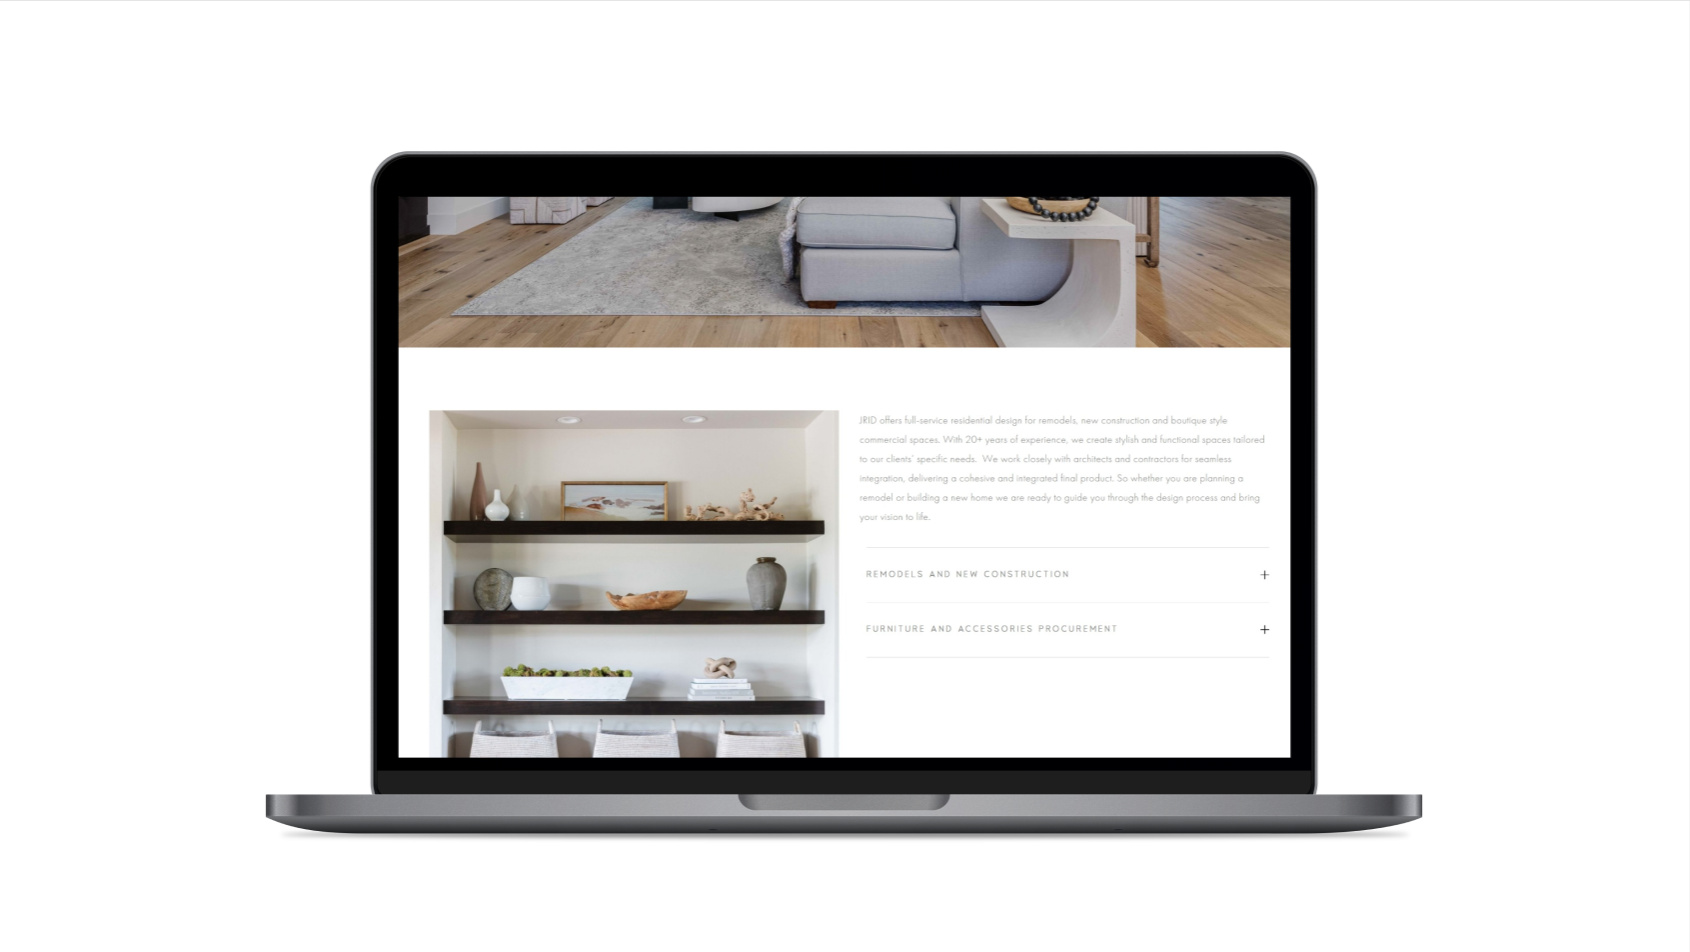 JRID offers full-service residential design for remodels, new construction and boutique style
commercial spaces. With 20+ years of experience, we create stylish and functional spaces tailored
to our clients' specific needs.  We work closely with architects and contractors for seamless
integration, delivering a cohesive and integrated final product. So whether you are planning a
remodel or building a new home we are ready to guide you through the design process and bring
your vision to life.
REMODELS AND NEW CONSTRUCTION +
FURNITURE AND ACCESSORIES PROCUREMENT +